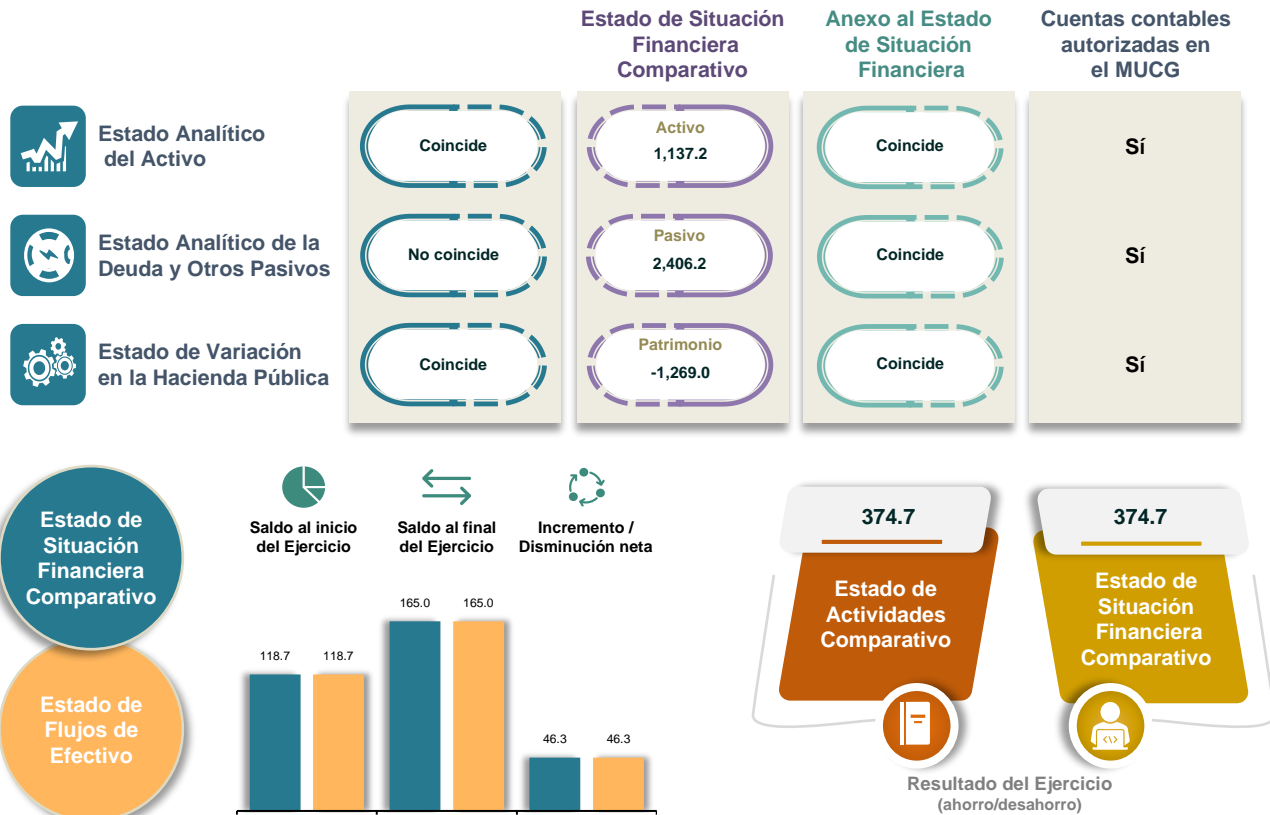 Estado de Situación
Financiera
Comparativo
Anexo al Estado
de Situación
Financiera
Cuentas contables
autorizadas en
el MUCG
Estado Analítico
del Activo
Coincide
Activo
1,137.2
Coincide
Sí
Estado Analítico de la
Deuda y Otros Pasivos
No coincide
Pasivo
2,406.2
Coincide
Sí
Estado de Variación
en la Hacienda Pública
Coincide
Patrimonio
-1,269.0
Coincide
Sí
Estado de
Situación
Financiera
Comparativo
Estado de
Flujos de
Efectivo
Saldo al inicio
del Ejercicio
Saldo al final
del Ejercicio
Incremento /
Disminución neta
118.7 118.7
165.0 165.0
46.3 46.3
374.7
Estado de
Actividades
Comparativo
374.7
Estado de
Situación
Financiera
Comparativo
Resultado del Ejercicio
(ahorro/desahorro)